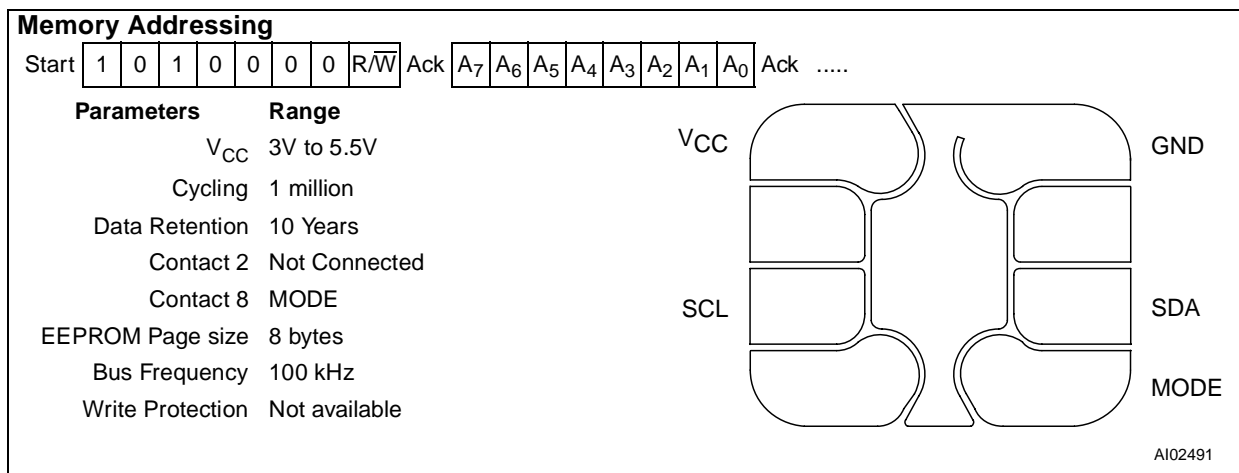 Memory Addressing
Start 1 0 1 0 0 0 0 R/W̅ Ack A7 A6 A5 A4 A3 A2 A1 A0 Ack .....
Parameters Range
VCC 3V to 5.5V
Cycling 1 million
Data Retention 10 Years
Contact 2 Not Connected
Contact 8 MODE
EEPROM Page size 8 bytes
Bus Frequency 100 kHz
Write Protection Not available
VCC GND
SCL SDA
MODE
AI02491